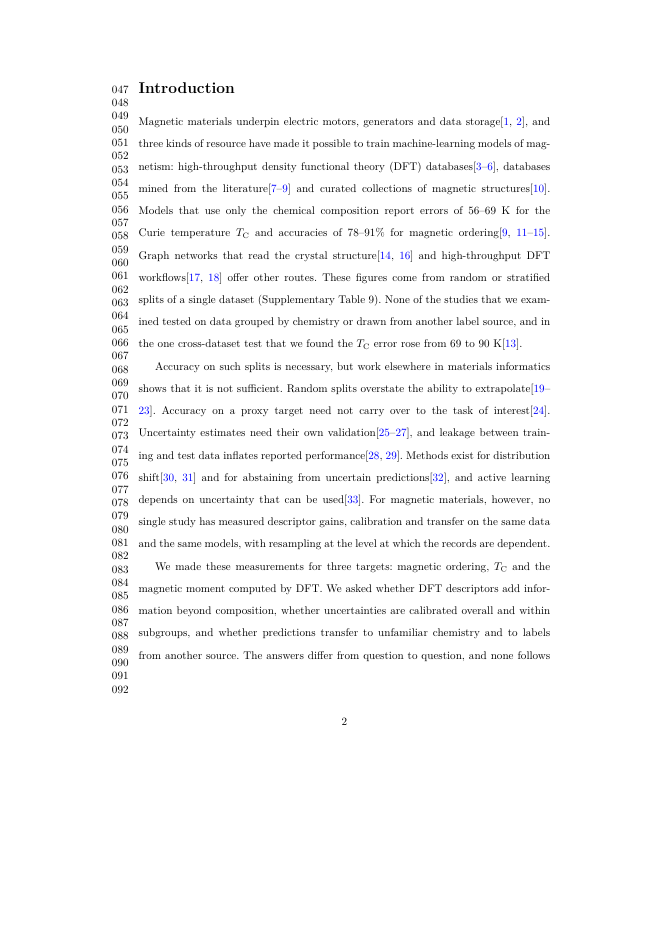 047
048
049
050
051
052
053
054
055
056
057
058
059
060
061
062
063
064
065
066
067
068
069
070
071
072
073
074
075
076
077
078
079
080
081
082
083
084
085
086
087
088
089
090
091
092
Introduction
Magnetic materials underpin electric motors, generators and data storage[1, 2], and
three kinds of resource have made it possible to train machine-learning models of mag-
netism: high-throughput density functional theory (DFT) databases[3–6], databases
mined from the literature[7–9] and curated collections of magnetic structures[10].
Models that use only the chemical composition report errors of 56–69 K for the
Curie temperature TC and accuracies of 78–91% for magnetic ordering[9, 11–15].
Graph networks that read the crystal structure[14, 16] and high-throughput DFT
workflows[17, 18] offer other routes. These figures come from random or stratified
splits of a single dataset (Supplementary Table 9). None of the studies that we exam-
ined tested on data grouped by chemistry or drawn from another label source, and in
the one cross-dataset test that we found the TC error rose from 69 to 90 K[13].
Accuracy on such splits is necessary, but work elsewhere in materials informatics
shows that it is not sufficient. Random splits overstate the ability to extrapolate[19–
23]. Accuracy on a proxy target need not carry over to the task of interest[24].
Uncertainty estimates need their own validation[25–27], and leakage between train-
ing and test data inflates reported performance[28, 29]. Methods exist for distribution
shift[30, 31] and for abstaining from uncertain predictions[32], and active learning
depends on uncertainty that can be used[33]. For magnetic materials, however, no
single study has measured descriptor gains, calibration and transfer on the same data
and the same models, with resampling at the level at which the records are dependent.
We made these measurements for three targets: magnetic ordering, TC and the
magnetic moment computed by DFT. We asked whether DFT descriptors add infor-
mation beyond composition, whether uncertainties are calibrated overall and within
subgroups, and whether predictions transfer to unfamiliar chemistry and to labels
from another source. The answers differ from question to question, and none follows
2